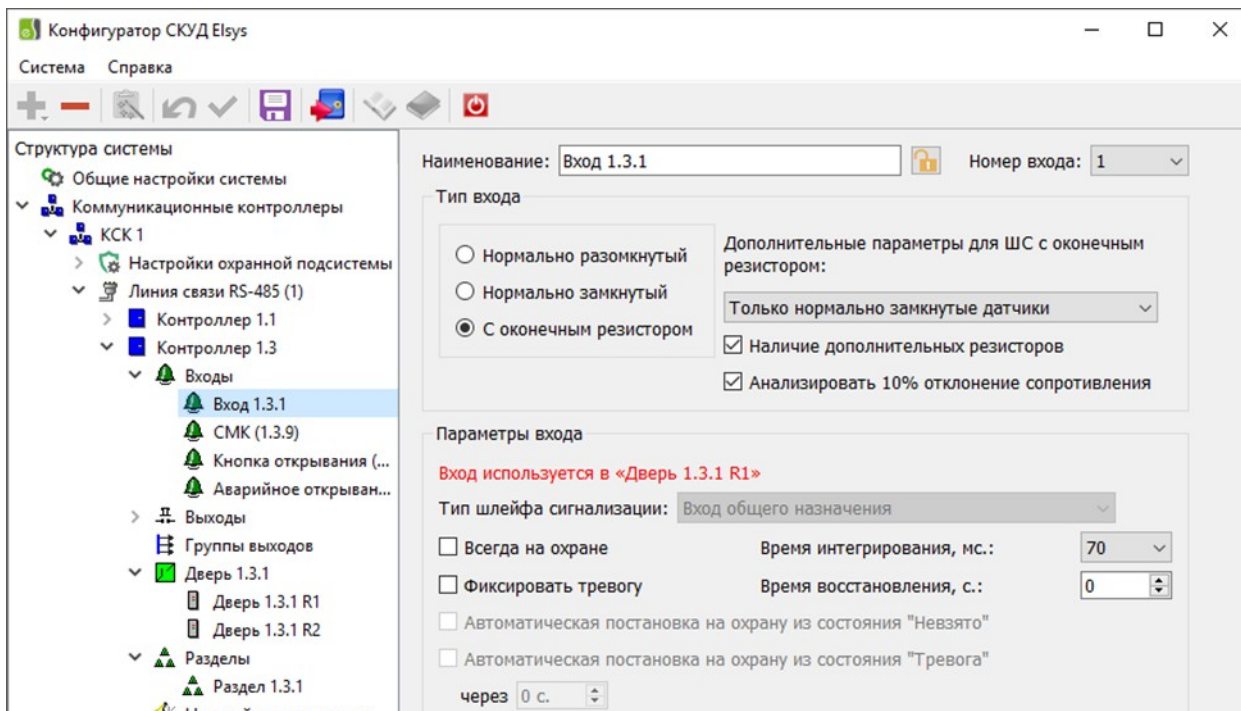 Конфигуратор СКУД Elsys
Система Справка
Структура системы
Общие настройки системы
Коммуникационные контроллеры
КСК 1
Настройки охранной подсистемы
Линия связи RS-485 (1)
Контроллер 1.1
Контроллер 1.3
Входы
Вход 1.3.1
СМК (1.3.9)
Кнопка открывания (...
Аварийное открыван...
Выходы
Группы выходов
Дверь 1.3.1
Дверь 1.3.1 R1
Дверь 1.3.1 R2
Разделы
Раздел 1.3.1
Наименование: Вход 1.3.1 Номер входа: 1
Тип входа
Нормально разомкнутый
Нормально замкнутый
С оконечным резистором
Дополнительные параметры для ШС с оконечным
резистором:
Только нормально замкнутые датчики
Наличие дополнительных резисторов
Анализировать 10% отклонение сопротивления
Параметры входа
Вход используется в «Дверь 1.3.1 R1»
Тип шлейфа сигнализации: Вход общего назначения
Всегда на охране Время интегрирования, мс.: 70
Фиксировать тревогу Время восстановления, с.: 0
Автоматическая постановка на охрану из состояния "Невзято"
Автоматическая постановка на охрану из состояния "Тревога"
через 0 с.